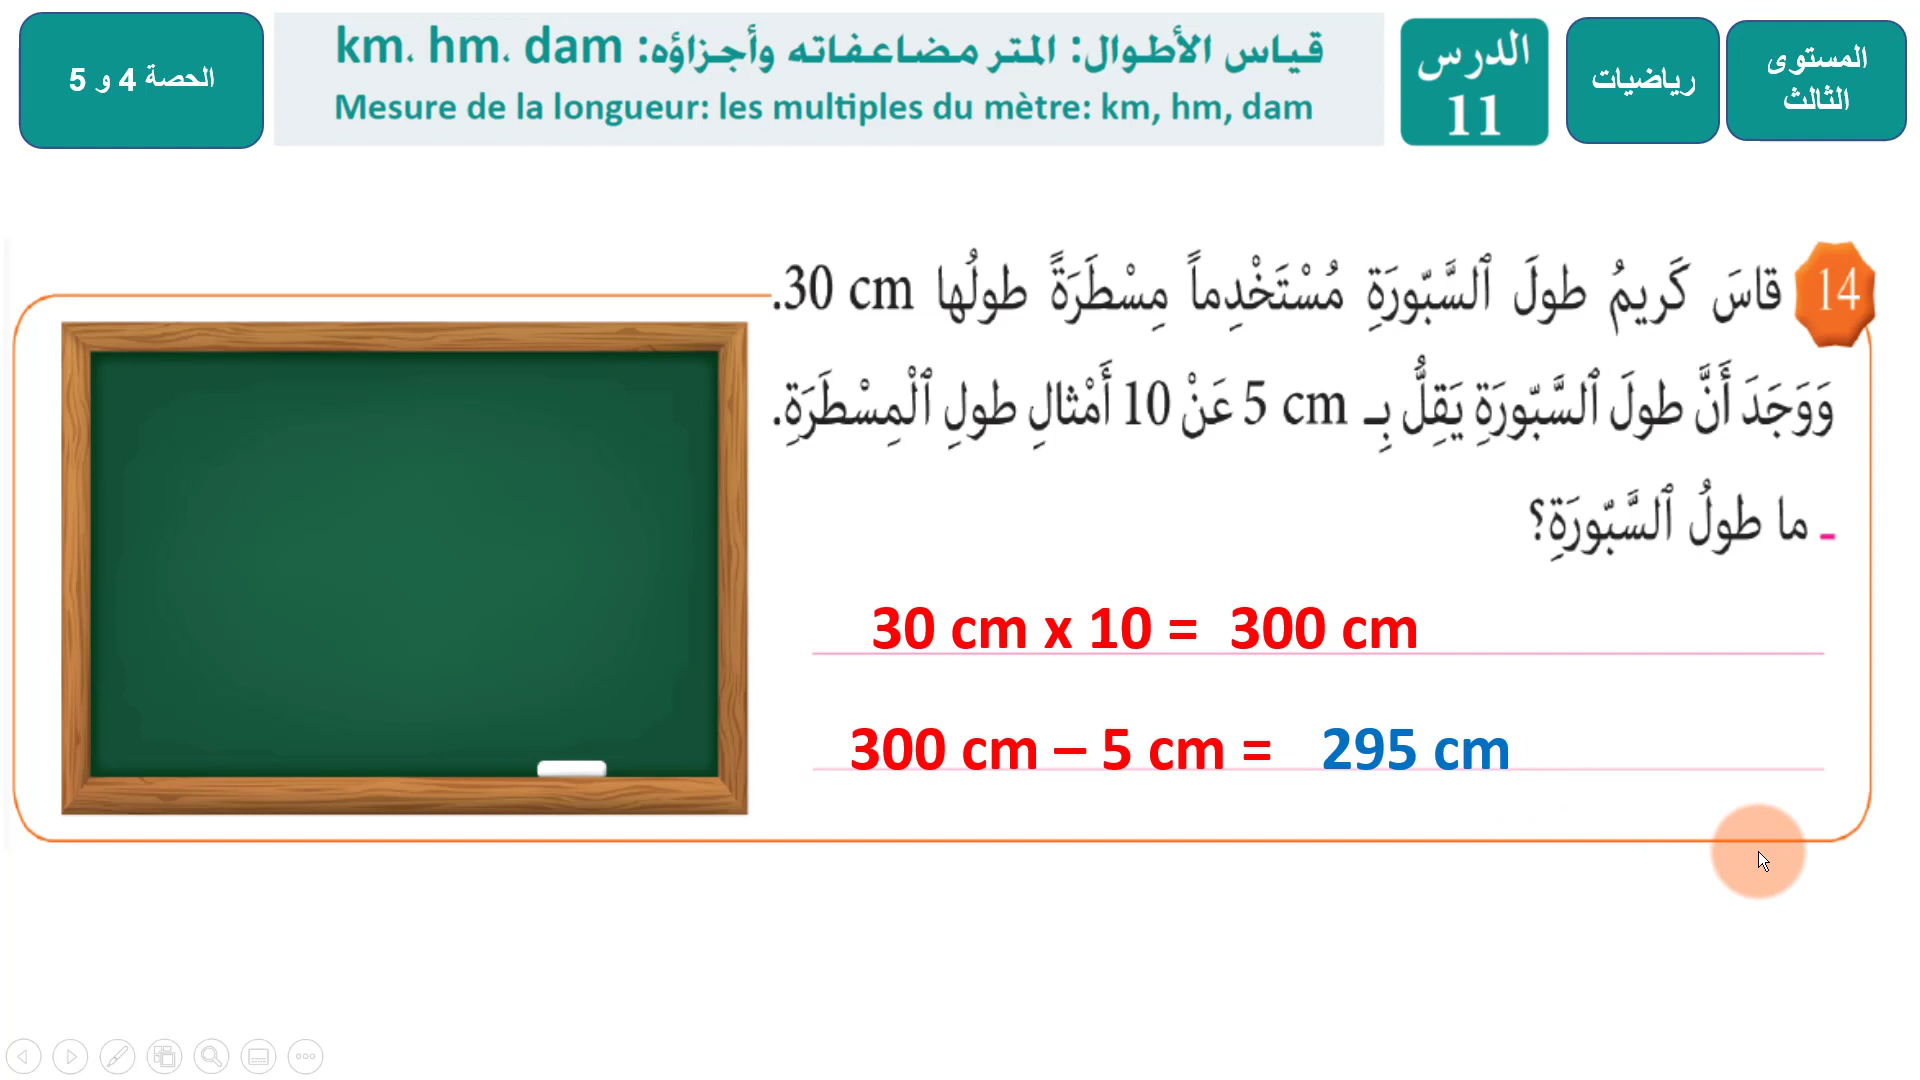 المستوى
الثالث
رياضيات
الدرس
11
قياس الأطوال: المتر مضاعفاته وأجزاؤه: km، hm، dam
Mesure de la longueur: les multiples du mètre: km, hm, dam
الحصة 4 و 5
14 قاسَ كَريمُ طولَ ٱلسَّبّورَةِ مُسْتَخْدِماً مِسْطَرَةً طولُها 30 cm.
وَوَجَدَ أَنَّ طولَ ٱلسَّبّورَةِ يَقِلُّ بِـ 5 cm عَنْ 10 أَمْثالِ طولِ ٱلْمِسْطَرَةِ.
ـ ما طولُ ٱلسَّبّورَةِ؟
30 cm x 10 = 300 cm
300 cm – 5 cm = 295 cm